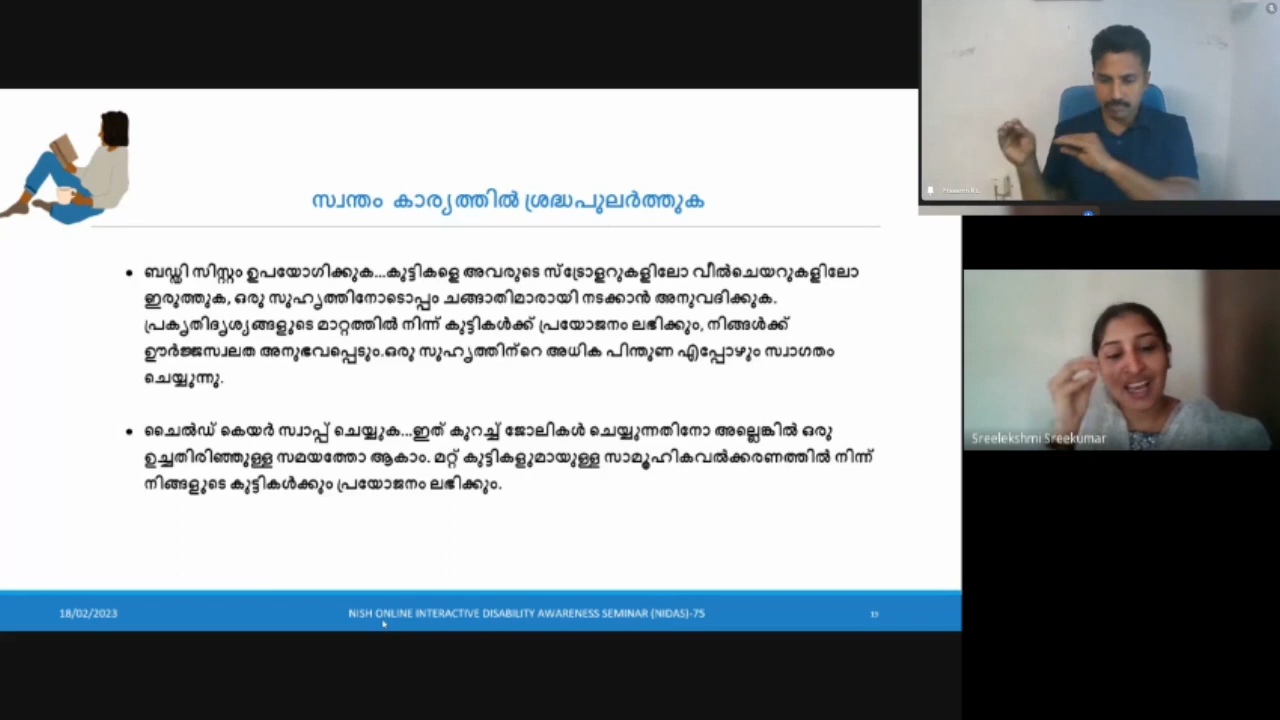 സ്വന്തം കാര്യത്തിൽ ശ്രദ്ധപുലർത്തുക
ബഡ്ഡി സിസ്റ്റം ഉപയോഗിക്കുക...കുട്ടികളെ അവരുടെ സ്ട്രോളറുകളിലോ വീൽചെയറുകളിലോ
ഇരുത്തുക, ഒരു സുഹൃത്തിനോടൊപ്പം ചങ്ങാതിമാരായി നടക്കാൻ അനുവദിക്കുക.
പ്രകൃതിദൃശ്യങ്ങളുടെ മാറ്റത്തിൽ നിന്ന് കുട്ടികൾക്ക് പ്രയോജനം ലഭിക്കും, നിങ്ങൾക്ക്
ഊർജ്ജസ്വലത അനുഭവപ്പെടും.ഒരു സുഹൃത്തിന്റെ അധിക പിന്തുണ എപ്പോഴും സ്വാഗതം
ചെയ്യുന്നു.
ചൈൽഡ് കെയർ സ്വാപ്പ് ചെയ്യുക...ഇത് കുറച്ച് ജോലികൾ ചെയ്യുന്നതിനോ അല്ലെങ്കിൽ ഒരു
ഉച്ചതിരിഞ്ഞുള്ള സമയത്തോ ആകാം. മറ്റ് കുട്ടികളുമായുള്ള സാമൂഹികവൽക്കരണത്തിൽ നിന്ന്
നിങ്ങളുടെ കുട്ടികൾക്കും പ്രയോജനം ലഭിക്കും.
18/02/2023
NISH ONLINE INTERACTIVE DISABILITY AWARENESS SEMINAR (NIDAS)-75
Sreelekshmi Sreekumar